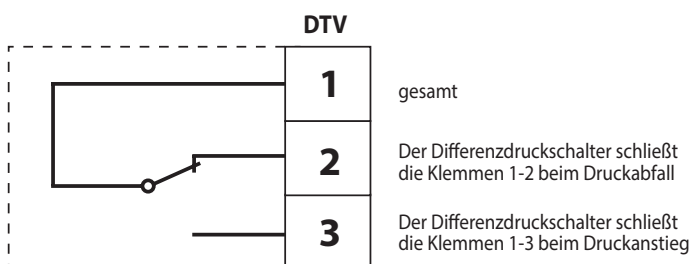 DTV
1
gesamt
2
Der Differenzdruckschalter schließt
die Klemmen 1-2 beim Druckabfall
3
Der Differenzdruckschalter schließt
die Klemmen 1-3 beim Druckanstieg